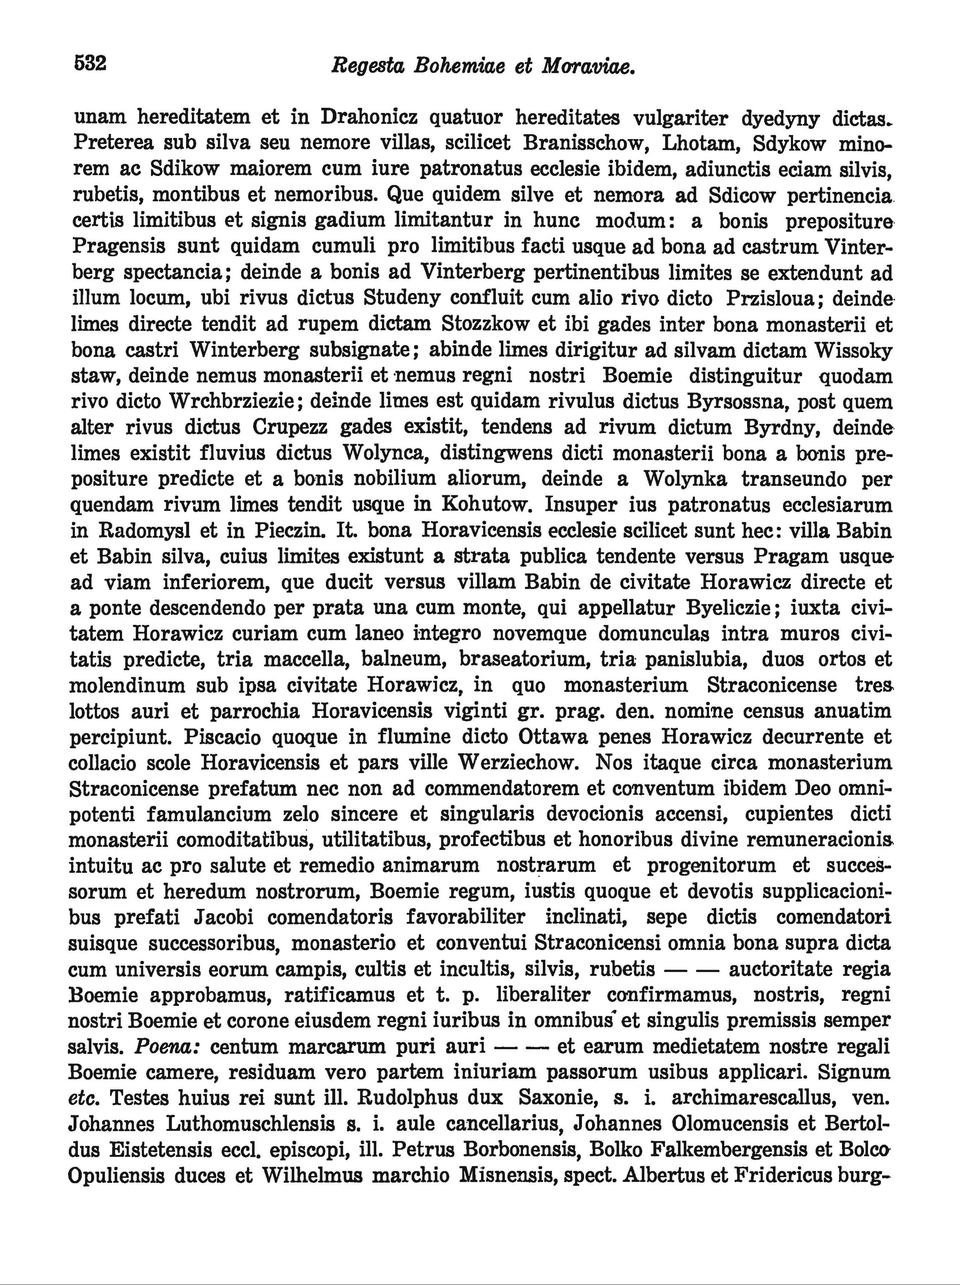 532
Regesta Bohemiae et Moraviae.
unam hereditatem et in Drahonicz quatuor hereditates vulgariter dyedyny dictas.
Preterea sub silva seu nemore villas, scilicet Branisschow, Lhotam, Sdykow mino-
rem ac Sdikow maiorem cum iure patronatus ecclesie ibidem, adiunctis eciam silvis,
rubetis, montibus et nemoribus. Que quidem silve et nemora ad Sdicow pertinencia
certis limitibus et signis gadium limitantur in hunc modum: a bonis prepositure
Pragensis sunt quidam cumuli pro limitibus facti usque ad bona ad castrum Vinter-
berg spectancia; deinde a bonis ad Vinterberg pertinentibus limites se extendunt ad
illum locum, ubi rivus dictus Studeny confluit cum alio rivo dicto Przisloua; deinde
limes directe tendit ad rupem dictam Stozzkow et ibi gades inter bona monasterii et
bona castri Winterberg subsignate; abinde limes dirigitur ad silvam dictam Wissoky
staw, deinde nemus monasterii et nemus regni nostri Boemie distinguitur quodam
rivo dicto Wrchbrziezie; deinde limes est quidam rivulus dictus Byrsossna, post quem
alter rivus dictus Crupezz gades existit, tendens ad rivum dictum Byrdny, deinde
limes existit fluvius dictus Wolynca, distingwens dicti monasterii bona a bonis pre-
positure predicte et a bonis nobilium aliorum, deinde a Wolynka transeundo per
quendam rivum limes tendit usque in Kohutow. Insuper ius patronatus ecclesiarum
in Radomysl et in Pieczin. It. bona Horavicensis ecclesie scilicet sunt hec: villa Babin
et Babin silva, cuius limites existunt a strata publica tendente versus Pragam usque
ad viam inferiorem, que ducit versus villam Babin de civitate Horawicz directe et
a ponte descendendo per prata una cum monte, qui appellatur Byeliczie; iuxta civi-
tatem Horawicz curiam cum laneo integro novemque domunculas intra muros civi-
tatis predicte, tria maccella, balneum, braseatorium, tria panislubia, duos ortos et
molendinum sub ipsa civitate Horawicz, in quo monasterium Straconicense tres
lottos auri et parrochia Horavicensis viginti gr. prag. den. nomine census anuatim
percipiunt. Piscacio quoque in flumine dicto Ottawa penes Horawicz decurrente et
collacio scole Horavicensis et pars ville Werziechow. Nos itaque circa monasterium
Straconicense prefatum nec non ad commendatorem et conventum ibidem Deo omni-
potenti famulancium zelo sincere et singularis devocionis accensi, cupientes dicti
monasterii comoditatibus, utilitatibus, profectibus et honoribus divine remuneracionis
intuitu ac pro salute et remedio animarum nostrarum et progenitorum et succes-
sorum et heredum nostrorum, Boemie regum, iustis quoque et devotis supplicacioni-
bus prefati Jacobi comendatoris favorabiliter inclinati, sepe dictis comendatori
suisque successoribus, monasterio et conventui Straconicensi omnia bona supra dicta
cum universis eorum campis, cultis et incultis, silvis, rubetis — — auctoritate regia
Boemie approbamus, ratificamus et t. p. liberaliter confirmamus, nostris, regni
nostri Boemie et corone eiusdem regni iuribus in omnibus et singulis premissis semper
salvis. Poena: centum marcarum puri auri — — et earum medietatem nostre regali
Boemie camere, residuam vero partem iniuriam passorum usibus applicari. Signum
etc. Testes huius rei sunt ill. Rudolphus dux Saxonie, s. i. archimarescallus, ven.
Johannes Luthomuschlensis s. i. aule cancellarius, Johannes Olomucensis et Bertol-
dus Eistetensis eccl. episcopi, ill. Petrus Borbonensis, Bolko Falkembergensis et Bolco
Opuliensis duces et Wilhelmus marchio Misnensis, spect. Albertus et Fridericus burg-